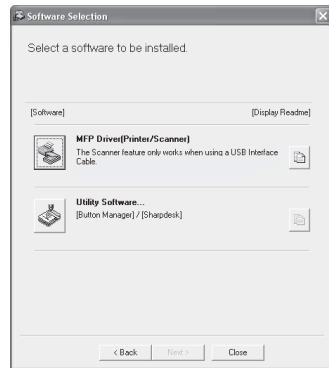 Software Selection
Select a software to be installed.
[Software] [Display Readme]
MFP Driver(Printer/Scanner)
The Scanner feature only works when using a USB Interface
Cable.
Utility Software...
[Button Manager] / [Sharpdesk]
< Back Next > Close